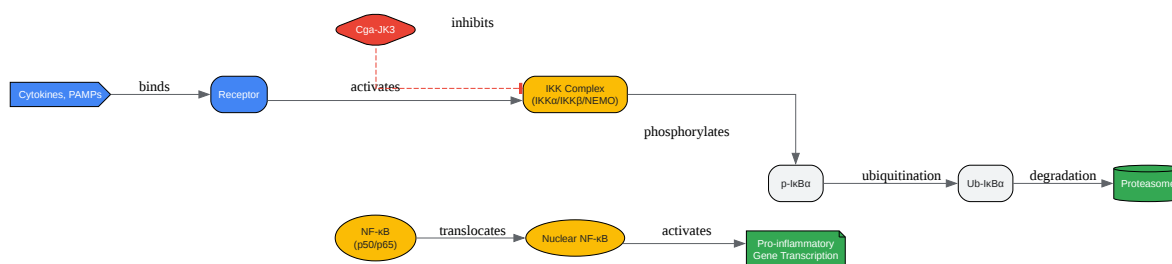 Cga-JK3
inhibits
Cytokines, PAMPs
binds
Receptor
activates
IKK Complex
(IKKα/IKKβ/NEMO)
phosphorylates
p-IκBα
ubiquitination
Ub-IκBα
degradation
Proteasome
NF-κB
(p50/p65)
translocates
Nuclear NF-κB
activates
Pro-inflammatory
Gene Transcription